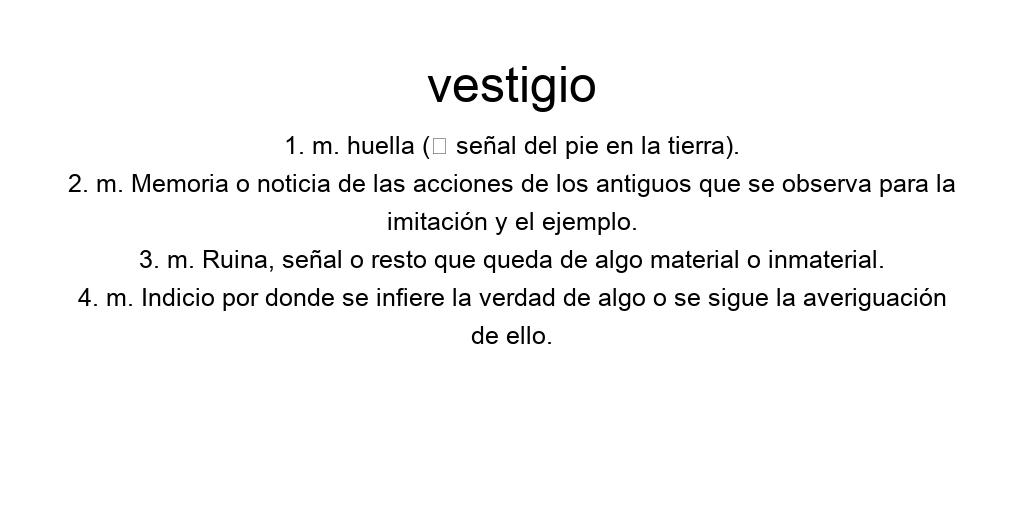 vestigio
1. m. huella (□ señal del pie en la tierra).
2. m. Memoria o noticia de las acciones de los antiguos que se observa para la
imitación y el ejemplo.
3. m. Ruina, señal o resto que queda de algo material o inmaterial.
4. m. Indicio por donde se infiere la verdad de algo o se sigue la averiguación
de ello.